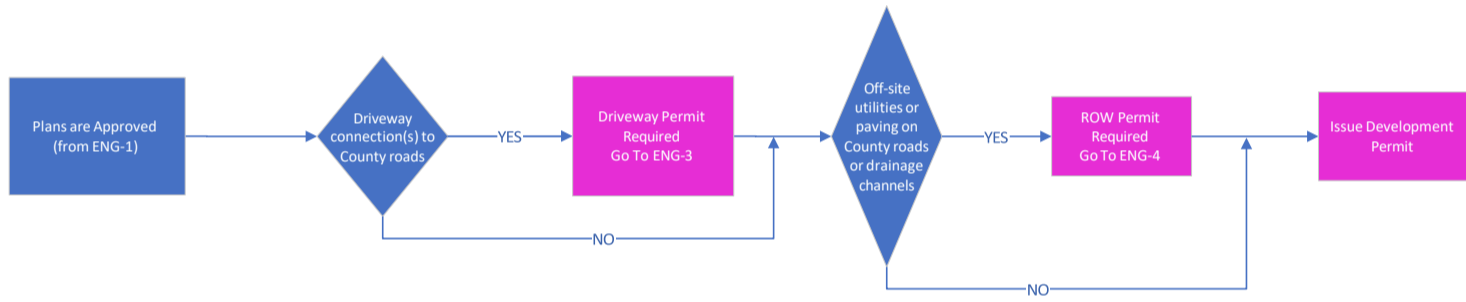 Plans are Approved
(from ENG-1)
Driveway
connection(s) to
County roads
YES
NO
Driveway Permit
Required
Go To ENG-3
Off-site
utilities or
paving on
County roads
or drainage
channels
YES
NO
ROW Permit
Required
Go To ENG-4
Issue Development
Permit